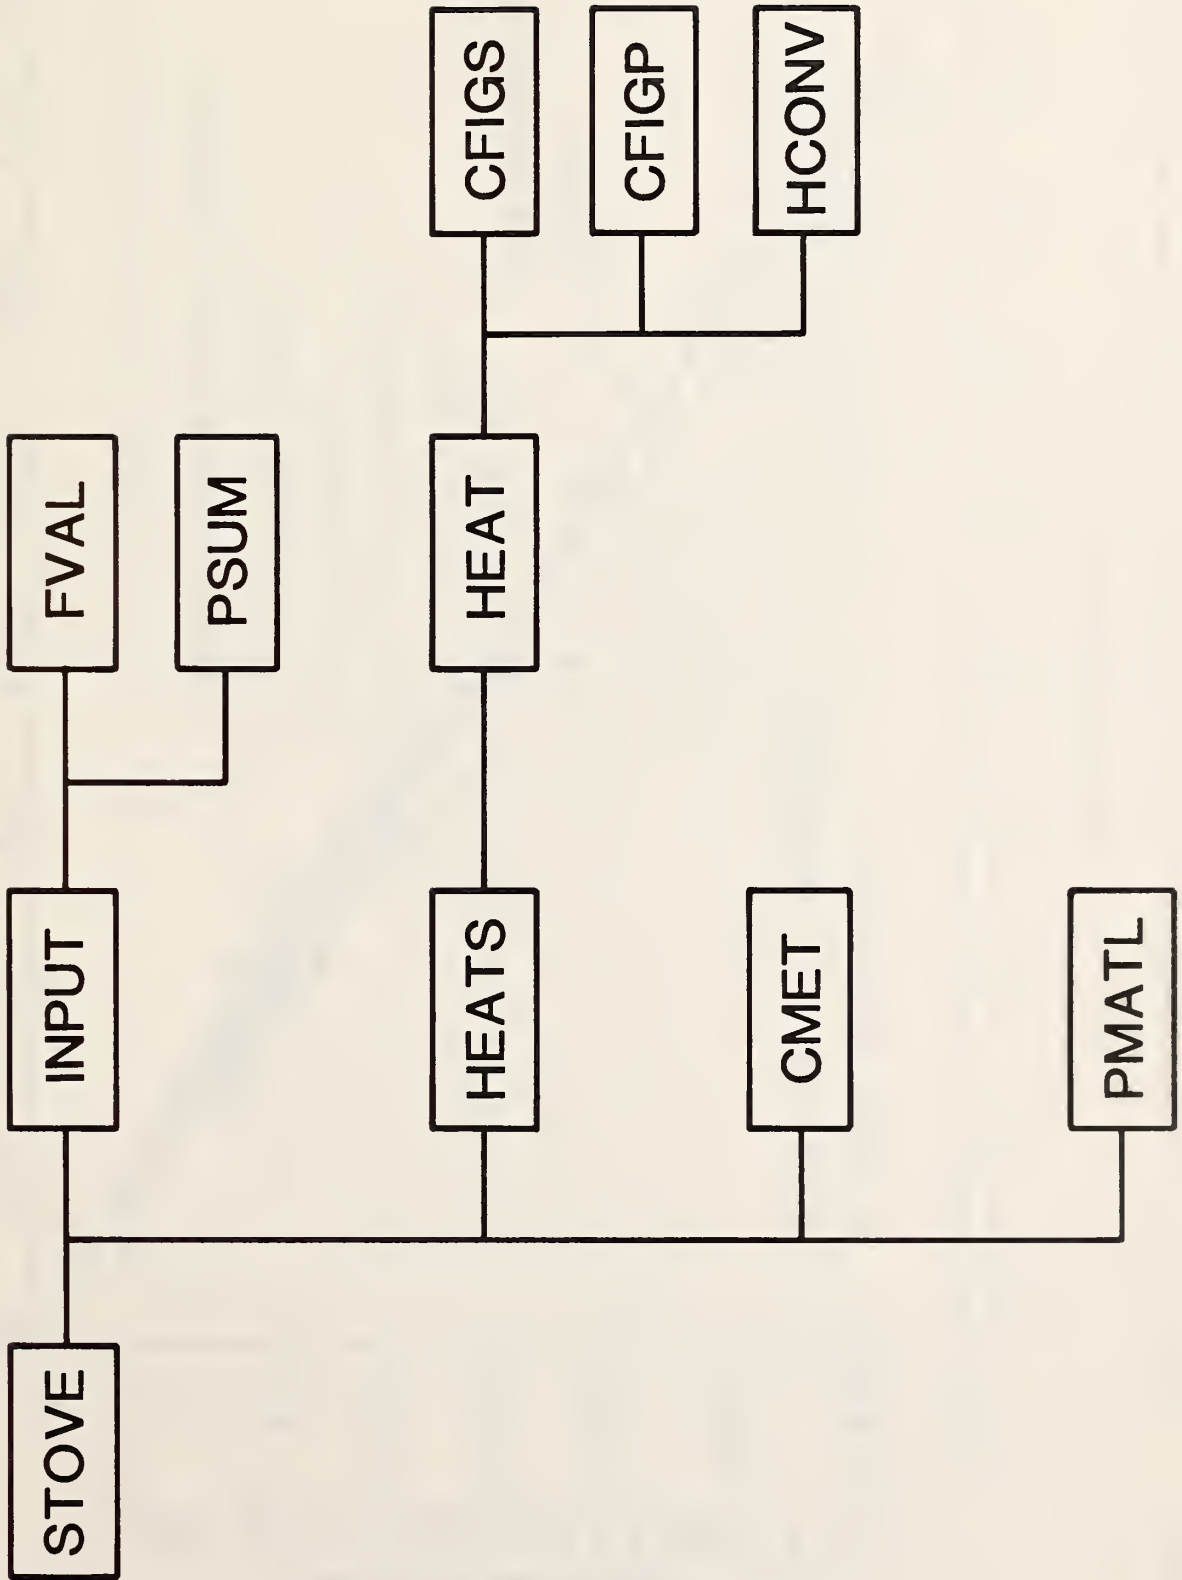 STOVE
INPUT
FVAL
PSUM
HEATS
HEAT
CFIGS
CFIGP
HCONV
CMET
PMATL